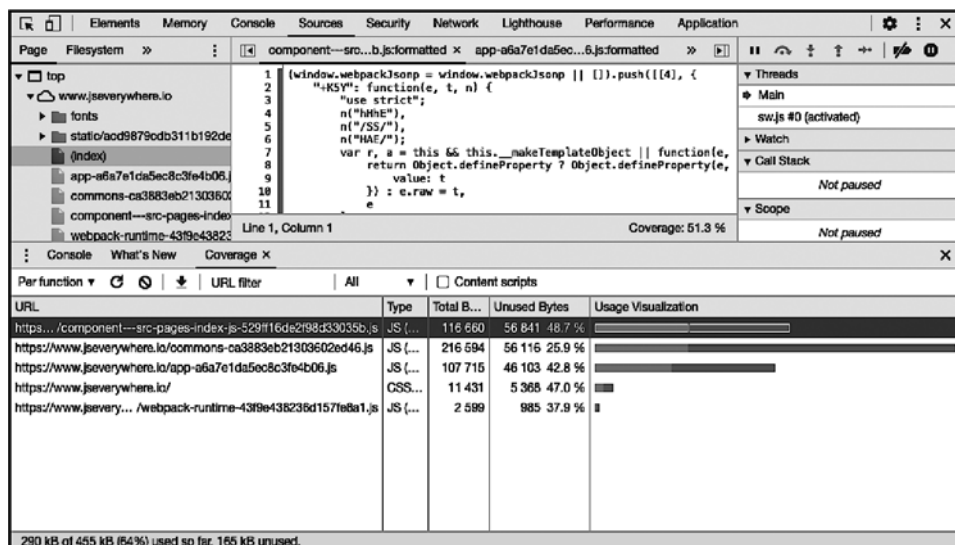 Elements Memory Console Sources Security Network Lighthouse Performance Application
Page Filesystem » component---src...b.js:formatted × app-a6a7e1da5ec...6.js:formatted »
top
www.jseverywhere.io
fonts
static/acd9879cdb311b192de
(index)
app-a6a7e1da5ec8c3fe4b06.j
commons-ca3883eb21303602
component---src-pages-index
webpack-runtime-43f9e43823
1 (window.webpackJsonp = window.webpackJsonp || []).push([[4], {
2 "+K5Y": function(e, t, n) {
3 "use strict";
4 n("hHhE"),
5 n("/SS/"),
6 n("HAE/");
7 var r, a = this && this.__makeTemplateObject || function(e,
8 return Object.defineProperty ? Object.defineProperty(e,
9 value: t
10 }) : e.raw = t,
11 e
Line 1, Column 1 Coverage: 51.3 %
Threads
Main
sw.js #0 (activated)
Watch
Call Stack
Not paused
Scope
Not paused
Console What's New Coverage ×
Per function URL filter All Content scripts
URL Type Total B... Unused Bytes Usage Visualization
https... /component---src-pages-index-js-529ff16de2f98d33035b.js JS (... 116 660 56 841 48.7 %
https://www.jseverywhere.io/commons-ca3883eb21303602ed46.js JS (... 216 594 56 116 25.9 %
https://www.jseverywhere.io/app-a6a7e1da5ec8c3fe4b06.js JS (... 107 715 46 103 42.8 %
https://www.jseverywhere.io/ CSS... 11 431 5 368 47.0 %
https://www.jsevery... /webpack-runtime-43f9e438236d157fe8a1.js JS (... 2 599 985 37.9 %
290 kB of 455 kB (64%) used so far, 165 kB unused.